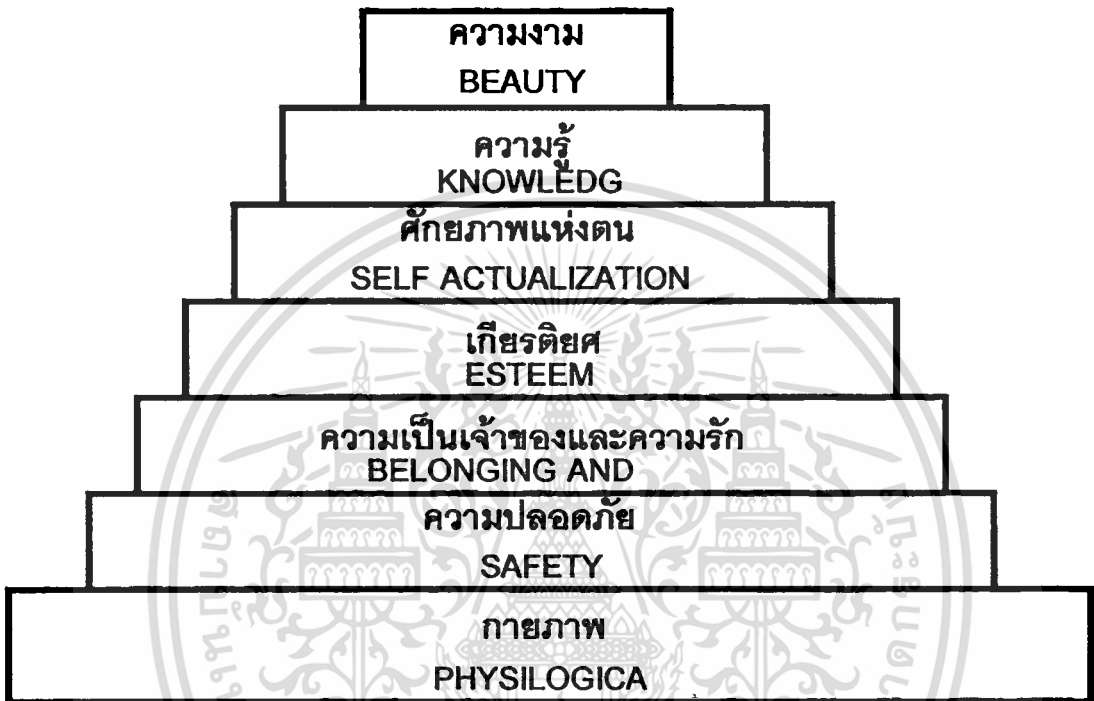 ความงาม
BEAUTY
ความรู้
KNOWLEDG
ศักยภาพแห่งตน
SELF ACTUALIZATION
เกียรติยศ
ESTEEM
ความเป็นเจ้าของและความรัก
BELONGING AND
ความปลอดภัย
SAFETY
กายภาพ
PHYSILOGICA